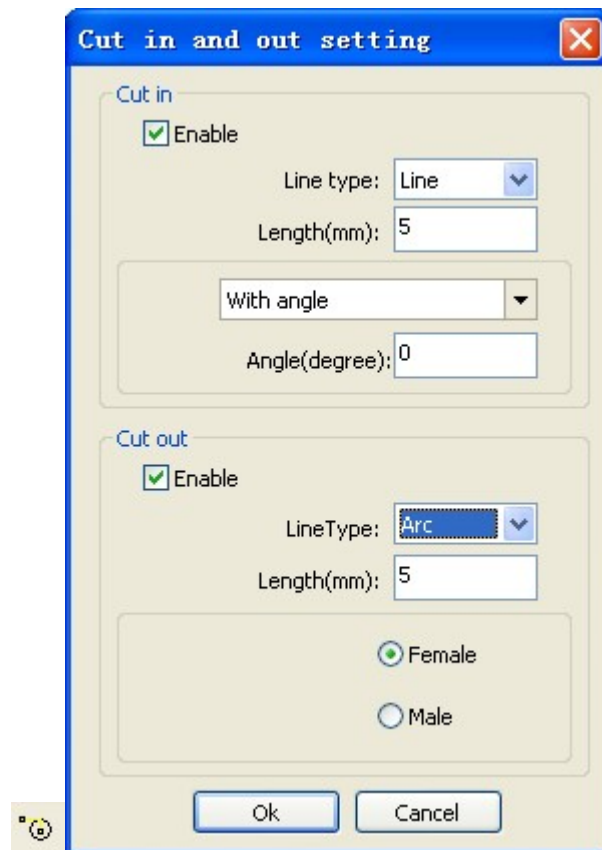 Cut in and out setting
Cut in
Enable
Line type: Line
Length(mm): 5
With angle
Angle(degree): 0
Cut out
Enable
LineType: Arc
Length(mm): 5
Female
Male
Ok Cancel